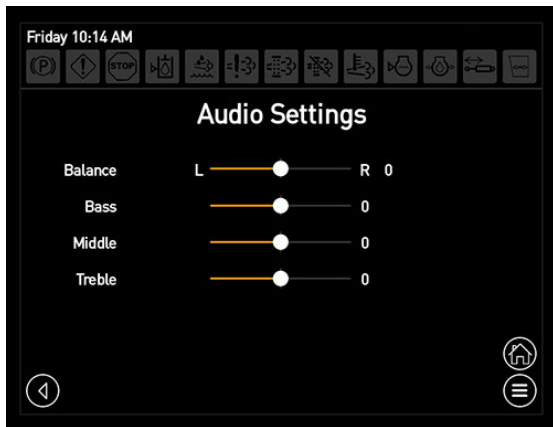 Friday 10:14 AM
(P)
STOP
Audio Settings
Balance L R 0
Bass 0
Middle 0
Treble 0